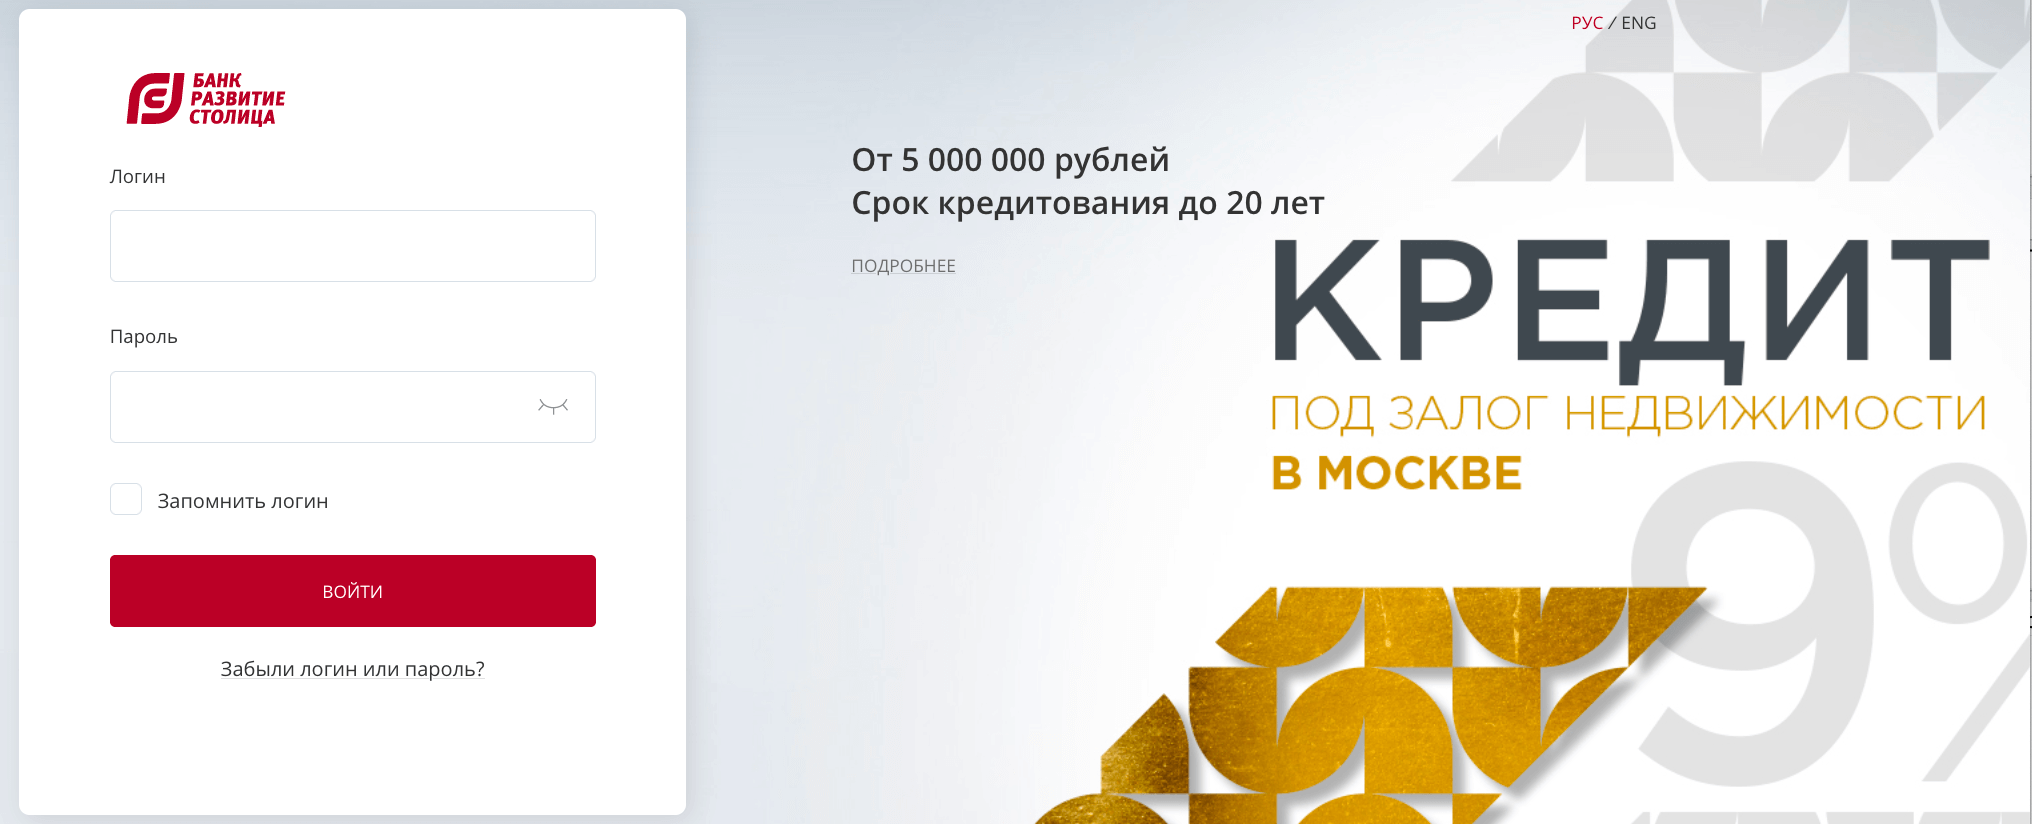 БАНК
РАЗВИТИЕ
СТОЛИЦА
Логин
Пароль
Запомнить логин
ВОЙТИ
Забыли логин или пароль?
РУС / ENG
От 5 000 000 рублей
Срок кредитования до 20 лет
ПОДРОБНЕЕ
КРЕДИТ
ПОД ЗАЛОГ НЕДВИЖИМОСТИ
В МОСКВЕ
9%